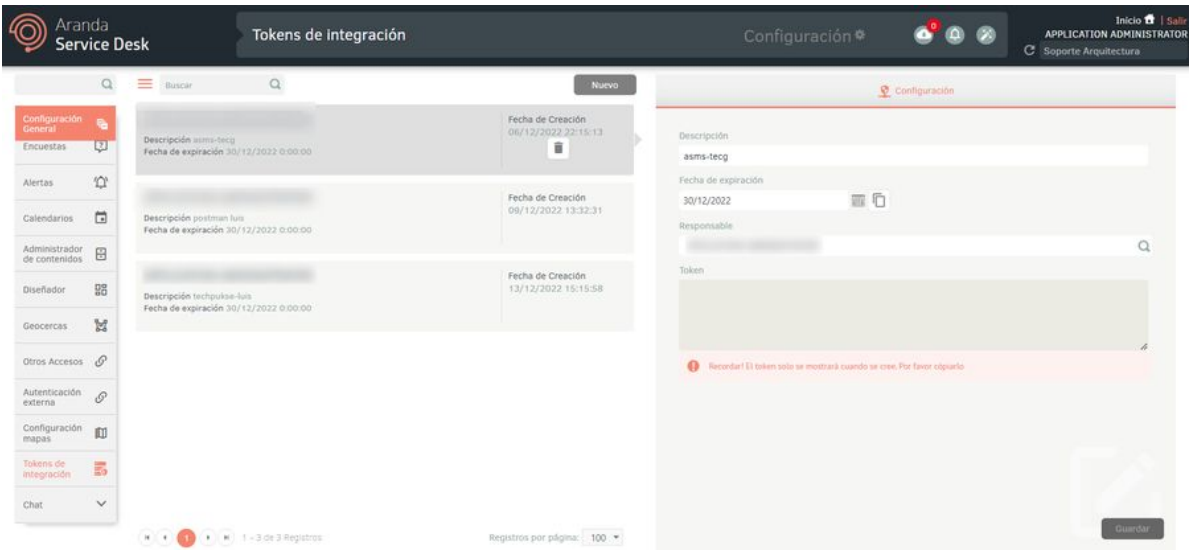 Aranda
Service Desk
Tokens de integración
Configuración
0
Inicio | Salir
APPLICATION ADMINISTRATOR
Soporte Arquitectura
Buscar
Nuevo
Configuración
General
Encuestas
Alertas
Calendarios
Administrador
de contenidos
Diseñador
Geocercas
Otros Accesos
Autenticación
externa
Configuración
mapas
Tokens de
integración
Chat
Descripción asms-tecg
Fecha de expiración 30/12/2022 0:00:00
Fecha de Creación
06/12/2022 22:15:13
Descripción postman luis
Fecha de expiración 30/12/2022 0:00:00
Fecha de Creación
09/12/2022 13:32:31
Descripción techpukse-luis
Fecha de expiración 30/12/2022 0:00:00
Fecha de Creación
13/12/2022 15:15:58
1
1 - 3 de 3 Registros
Registros por página: 100
Configuración
Descripción
asms-tecg
Fecha de expiración
30/12/2022
Responsable
Token
Recordar! El token solo se mostrará cuando se cree. Por favor cópiarlo
Guardar